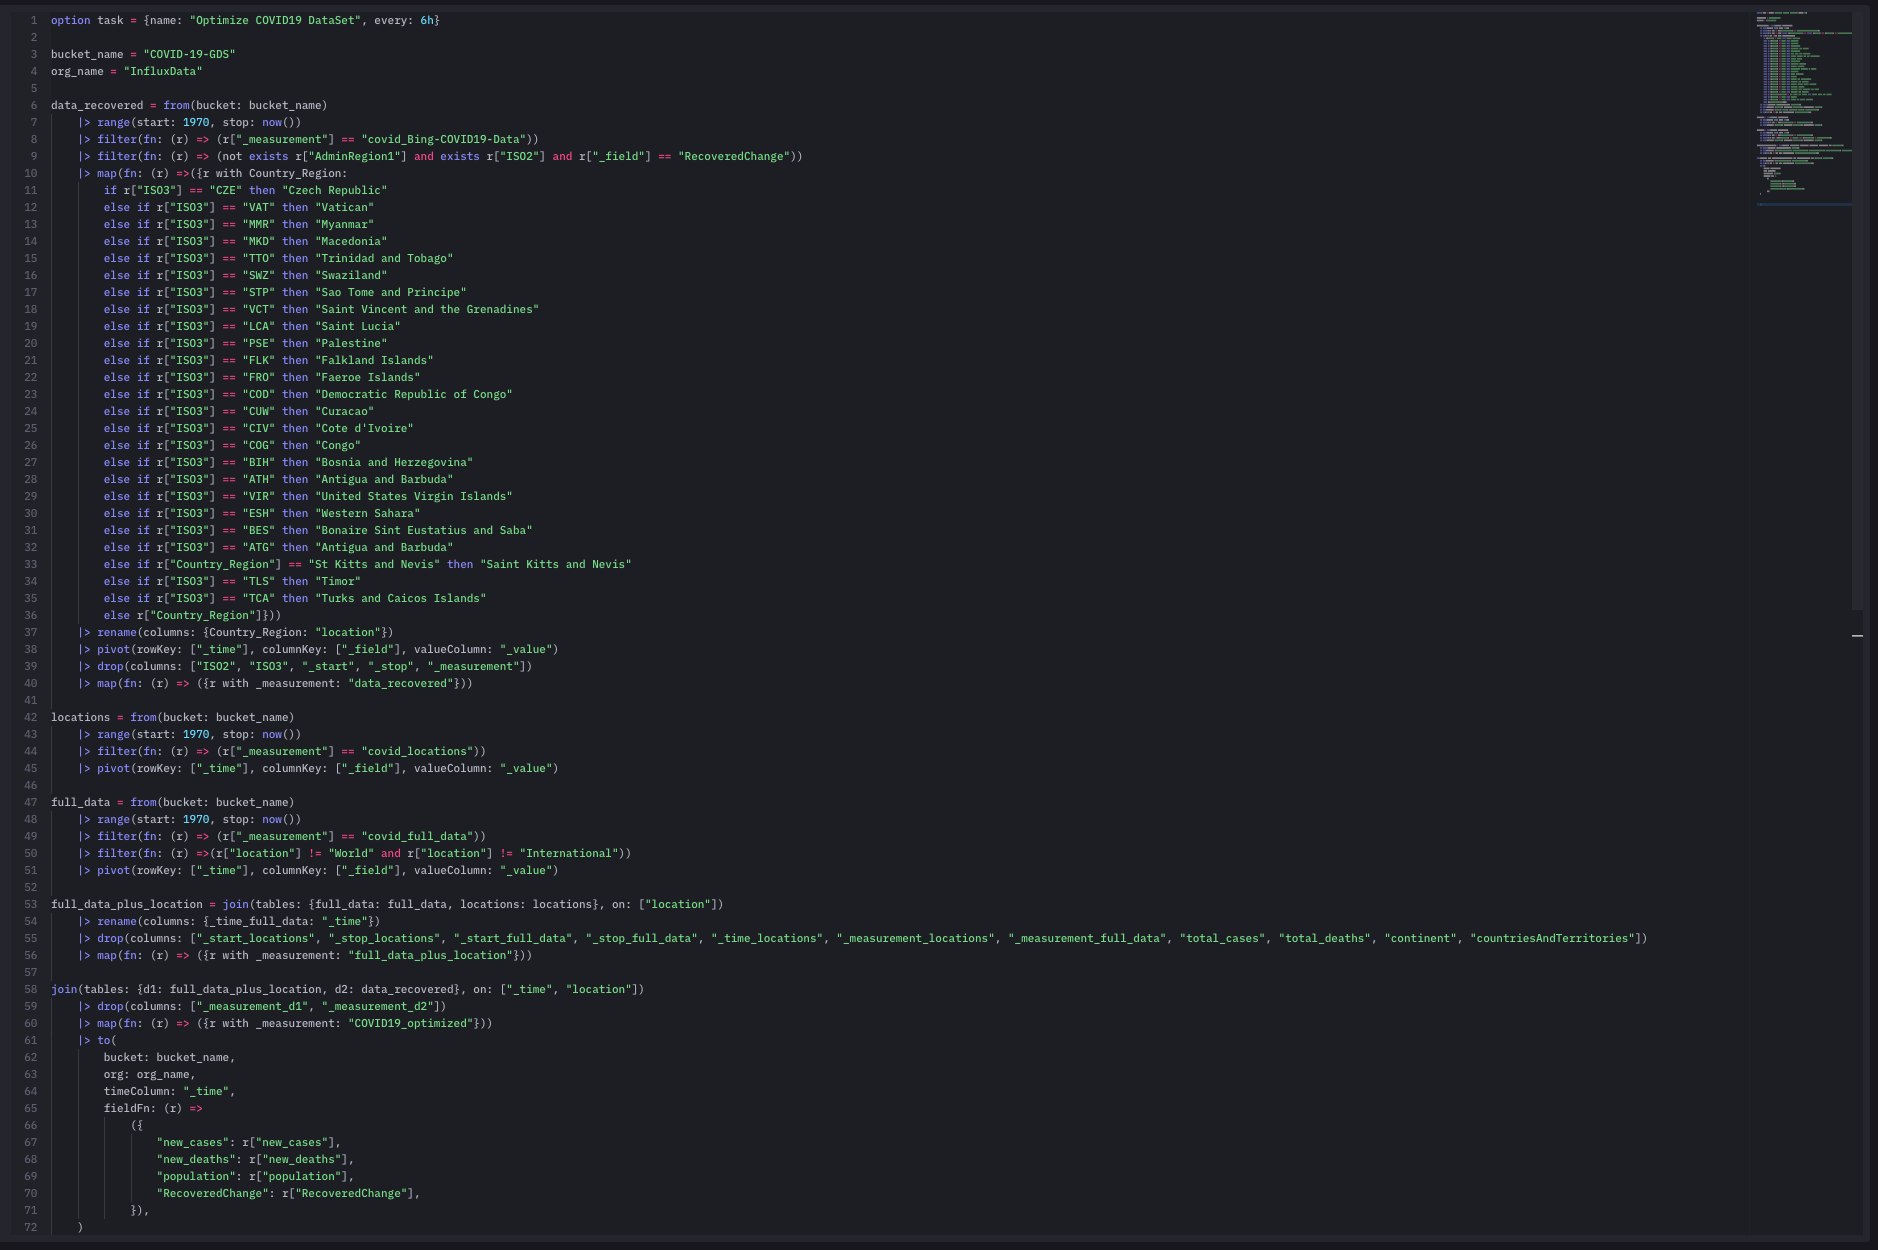 1 option task = {name: "Optimize COVID19 DataSet", every: 6h}
2
3 bucket_name = "COVID-19-GDS"
4 org_name = "InfluxData"
5
6 data_recovered = from(bucket: bucket_name)
7     |> range(start: 1970, stop: now())
8     |> filter(fn: (r) => (r["_measurement"] == "covid_Bing-COVID19-Data"))
9     |> filter(fn: (r) => (not exists r["AdminRegion1"] and exists r["ISO2"] and r["_field"] == "RecoveredChange"))
10     |> map(fn: (r) =>({r with Country_Region:
11         if r["ISO3"] == "CZE" then "Czech Republic"
12         else if r["ISO3"] == "VAT" then "Vatican"
13         else if r["ISO3"] == "MMR" then "Myanmar"
14         else if r["ISO3"] == "MKD" then "Macedonia"
15         else if r["ISO3"] == "TTO" then "Trinidad and Tobago"
16         else if r["ISO3"] == "SWZ" then "Swaziland"
17         else if r["ISO3"] == "STP" then "Sao Tome and Principe"
18         else if r["ISO3"] == "VCT" then "Saint Vincent and the Grenadines"
19         else if r["ISO3"] == "LCA" then "Saint Lucia"
20         else if r["ISO3"] == "PSE" then "Palestine"
21         else if r["ISO3"] == "FLK" then "Falkland Islands"
22         else if r["ISO3"] == "FRO" then "Faeroe Islands"
23         else if r["ISO3"] == "COD" then "Democratic Republic of Congo"
24         else if r["ISO3"] == "CUW" then "Curacao"
25         else if r["ISO3"] == "CIV" then "Cote d'Ivoire"
26         else if r["ISO3"] == "COG" then "Congo"
27         else if r["ISO3"] == "BIH" then "Bosnia and Herzegovina"
28         else if r["ISO3"] == "ATH" then "Antigua and Barbuda"
29         else if r["ISO3"] == "VIR" then "United States Virgin Islands"
30         else if r["ISO3"] == "ESH" then "Western Sahara"
31         else if r["ISO3"] == "BES" then "Bonaire Sint Eustatius and Saba"
32         else if r["ISO3"] == "ATG" then "Antigua and Barbuda"
33         else if r["Country_Region"] == "St Kitts and Nevis" then "Saint Kitts and Nevis"
34         else if r["ISO3"] == "TLS" then "Timor"
35         else if r["ISO3"] == "TCA" then "Turks and Caicos Islands"
36         else r["Country_Region"]}))
37     |> rename(columns: {Country_Region: "location"})
38     |> pivot(rowKey: ["_time"], columnKey: ["_field"], valueColumn: "_value")
39     |> drop(columns: ["ISO2", "ISO3", "_start", "_stop", "_measurement"])
40     |> map(fn: (r) => ({r with _measurement: "data_recovered"}))
41
42 locations = from(bucket: bucket_name)
43     |> range(start: 1970, stop: now())
44     |> filter(fn: (r) => (r["_measurement"] == "covid_locations"))
45     |> pivot(rowKey: ["_time"], columnKey: ["_field"], valueColumn: "_value")
46
47 full_data = from(bucket: bucket_name)
48     |> range(start: 1970, stop: now())
49     |> filter(fn: (r) => (r["_measurement"] == "covid_full_data"))
50     |> filter(fn: (r) =>(r["location"] != "World" and r["location"] != "International"))
51     |> pivot(rowKey: ["_time"], columnKey: ["_field"], valueColumn: "_value")
52
53 full_data_plus_location = join(tables: {full_data: full_data, locations: locations}, on: ["location"])
54     |> rename(columns: {_time_full_data: "_time"})
55     |> drop(columns: ["_start_locations", "_stop_locations", "_start_full_data", "_stop_full_data", "_time_locations", "_measurement_locations", "_measurement_full_data", "total_cases", "total_deaths", "continent", "countriesAndTerritories"])
56     |> map(fn: (r) => ({r with _measurement: "full_data_plus_location"}))
57
58 join(tables: {d1: full_data_plus_location, d2: data_recovered}, on: ["_time", "location"])
59     |> drop(columns: ["_measurement_d1", "_measurement_d2"])
60     |> map(fn: (r) => ({r with _measurement: "COVID19_optimized"}))
61     |> to(
62         bucket: bucket_name,
63         org: org_name,
64         timeColumn: "_time",
65         fieldFn: (r) =>
66             ({
67                 "new_cases": r["new_cases"],
68                 "new_deaths": r["new_deaths"],
69                 "population": r["population"],
70                 "RecoveredChange": r["RecoveredChange"],
71             }),
72     )